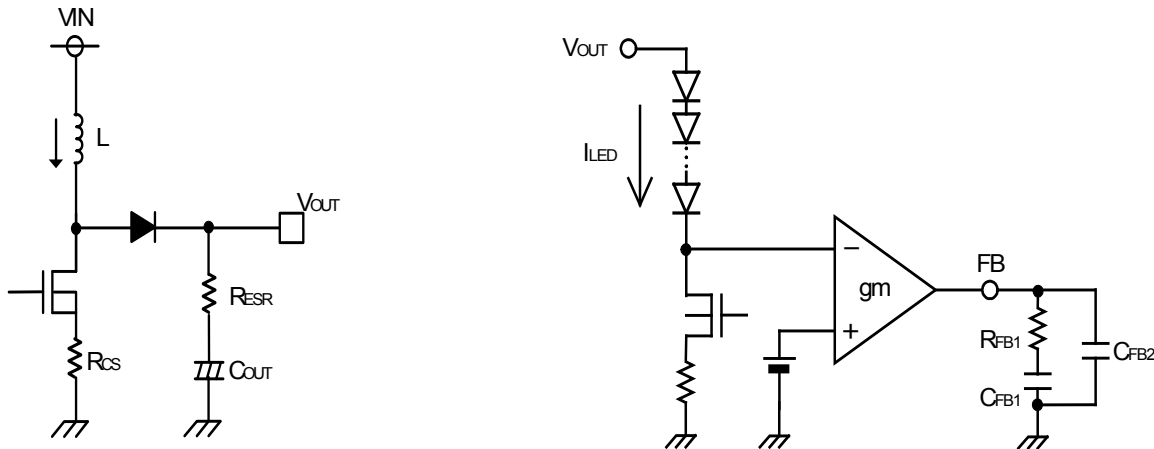 VIN
L
VOUT
RESR
RCS
COUT
VOUT
ILED
−
gm
+
FB
RFB1
CFB2
CFB1